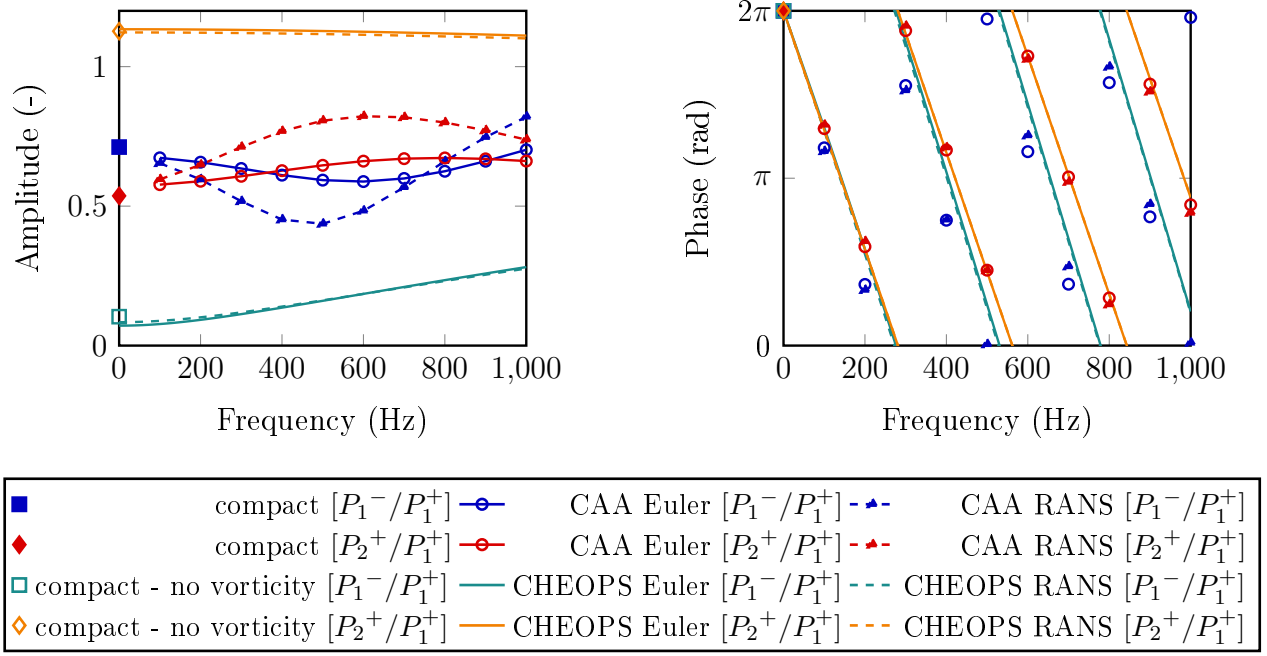 1
0.5
0
0 200 400 600 800 1,000
Frequency (Hz)
Amplitude (-)
2π
π
0
0 200 400 600 800 1,000
Frequency (Hz)
Phase (rad)
compact [P₁⁻/P₁⁺] CAA Euler [P₁⁻/P₁⁺] CAA RANS [P₁⁻/P₁⁺]
compact [P₂⁺/P₁⁺] CAA Euler [P₂⁺/P₁⁺] CAA RANS [P₂⁺/P₁⁺]
compact - no vorticity [P₁⁻/P₁⁺] CHEOPS Euler [P₁⁻/P₁⁺] CHEOPS RANS [P₁⁻/P₁⁺]
compact - no vorticity [P₂⁺/P₁⁺] CHEOPS Euler [P₂⁺/P₁⁺] CHEOPS RANS [P₂⁺/P₁⁺]